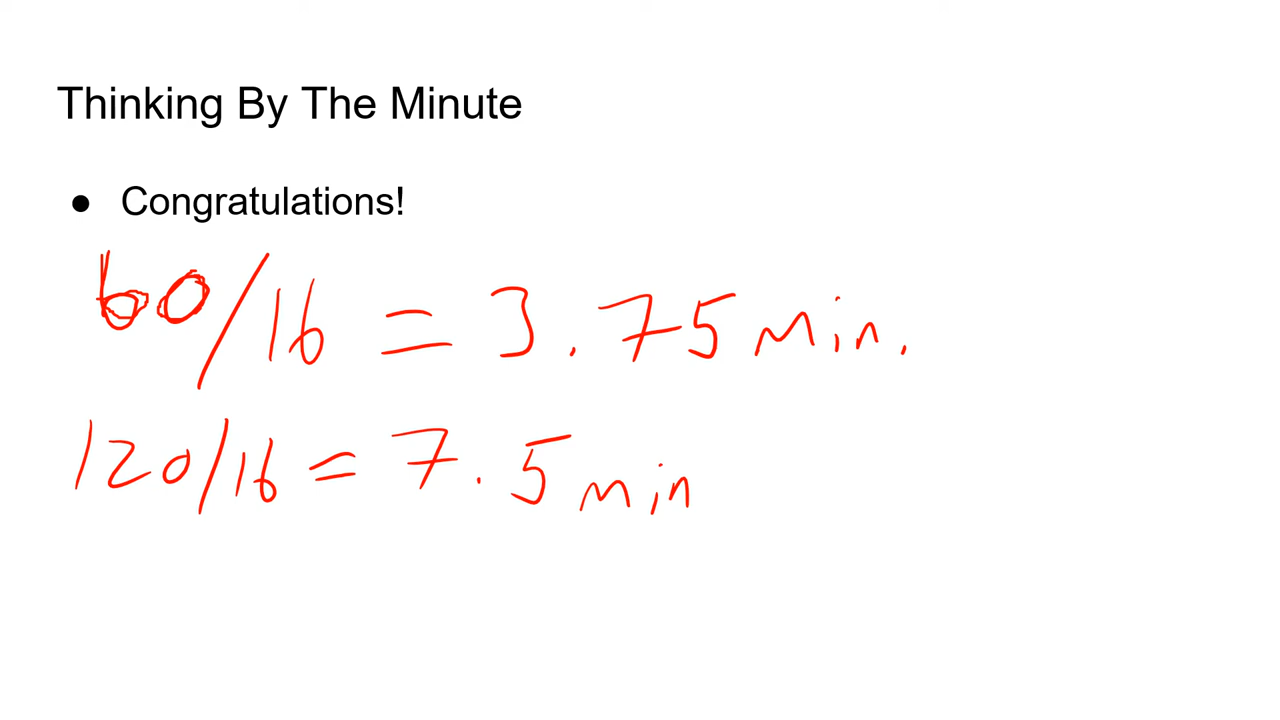 Thinking By The Minute
● Congratulations!
60/16 = 3.75 min.
120/16 = 7.5 min